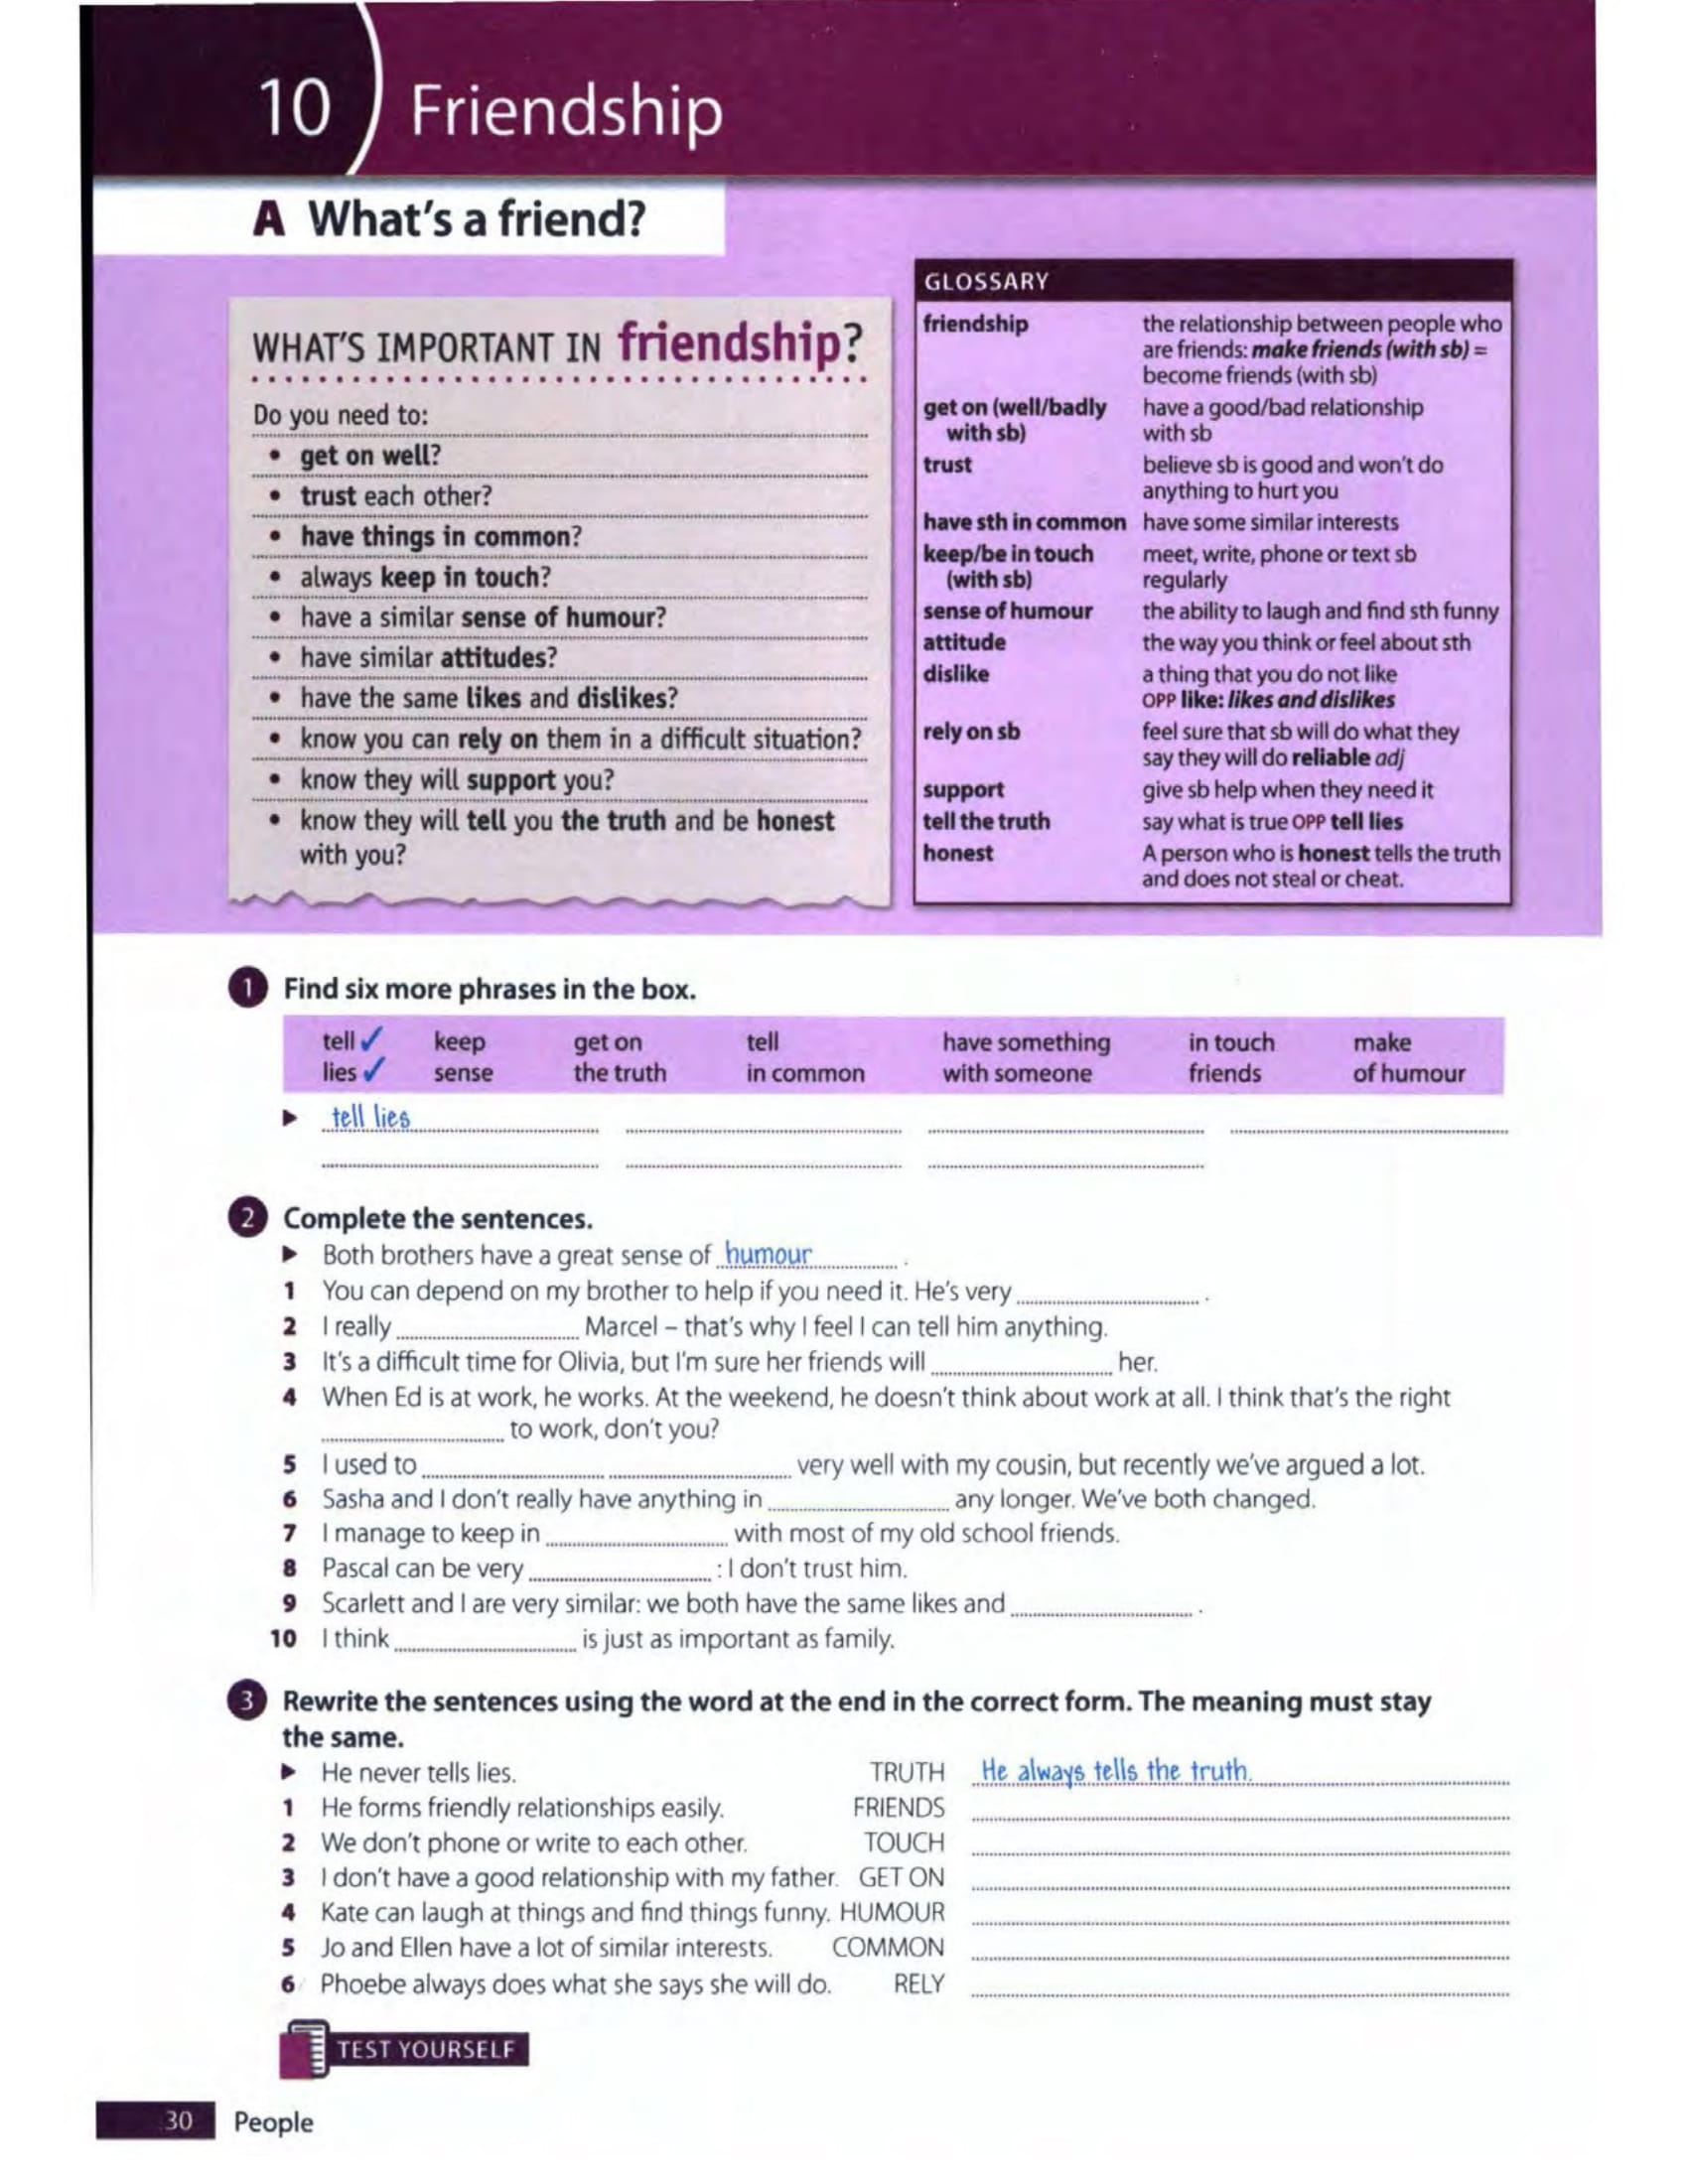 10 Friendship
A What's a friend?
WHAT'S IMPORTANT IN friendship?
Do you need to:
• get on well?
• trust each other?
• have things in common?
• always keep in touch?
• have a similar sense of humour?
• have similar attitudes?
• have the same likes and dislikes?
• know you can rely on them in a difficult situation?
• know they will support you?
• know they will tell you the truth and be honest
with you?
GLOSSARY
friendship the relationship between people who
are friends: make friends (with sb) =
become friends (with sb)
get on (well/badly have a good/bad relationship
with sb) with sb
trust believe sb is good and won't do
anything to hurt you
have sth in common have some similar interests
keep/be in touch meet, write, phone or text sb
(with sb) regularly
sense of humour the ability to laugh and find sth funny
attitude the way you think or feel about sth
dislike a thing that you do not like
OPP like: likes and dislikes
rely on sb feel sure that sb will do what they
say they will do reliable adj
support give sb help when they need it
tell the truth say what is true OPP tell lies
honest A person who is honest tells the truth
and does not steal or cheat.
1 Find six more phrases in the box.
tell ✓ keep get on tell have something in touch make
lies ✓ sense the truth in common with someone friends of humour
▶ tell lies
2 Complete the sentences.
▶ Both brothers have a great sense of humour .
1 You can depend on my brother to help if you need it. He's very .
2 I really Marcel – that's why I feel I can tell him anything.
3 It's a difficult time for Olivia, but I'm sure her friends will her.
4 When Ed is at work, he works. At the weekend, he doesn't think about work at all. I think that's the right
to work, don't you?
5 I used to very well with my cousin, but recently we've argued a lot.
6 Sasha and I don't really have anything in any longer. We've both changed.
7 I manage to keep in with most of my old school friends.
8 Pascal can be very : I don't trust him.
9 Scarlett and I are very similar: we both have the same likes and .
10 I think is just as important as family.
3 Rewrite the sentences using the word at the end in the correct form. The meaning must stay
the same.
▶ He never tells lies. TRUTH He always tells the truth.
1 He forms friendly relationships easily. FRIENDS
2 We don't phone or write to each other. TOUCH
3 I don't have a good relationship with my father. GET ON
4 Kate can laugh at things and find things funny. HUMOUR
5 Jo and Ellen have a lot of similar interests. COMMON
6 Phoebe always does what she says she will do. RELY
TEST YOURSELF
30 People